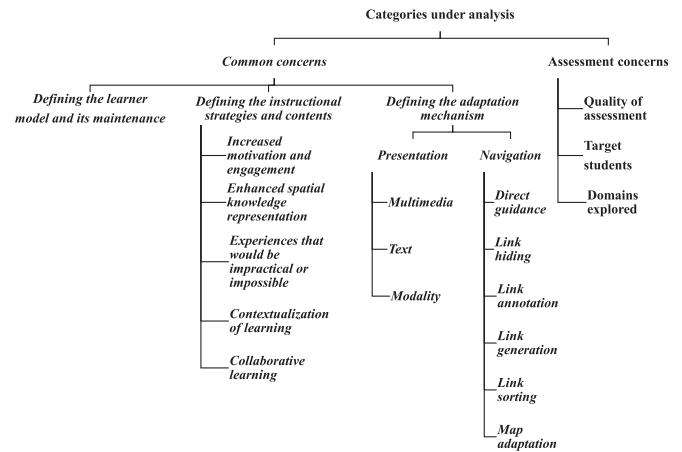 Categories under analysis
Common concerns
Assessment concerns
Defining the learner
model and its maintenance
Defining the instructional
strategies and contents
Defining the adaptation
mechanism
Quality of
assessment
Target
students
Domains
explored
Increased
motivation and
engagement
Enhanced spatial
knowledge
representation
Experiences that
would be
impractical or
impossible
Contextualization
of learning
Collaborative
learning
Presentation
Navigation
Multimedia
Text
Modality
Direct
guidance
Link
hiding
Link
annotation
Link
generation
Link
sorting
Map
adaptation